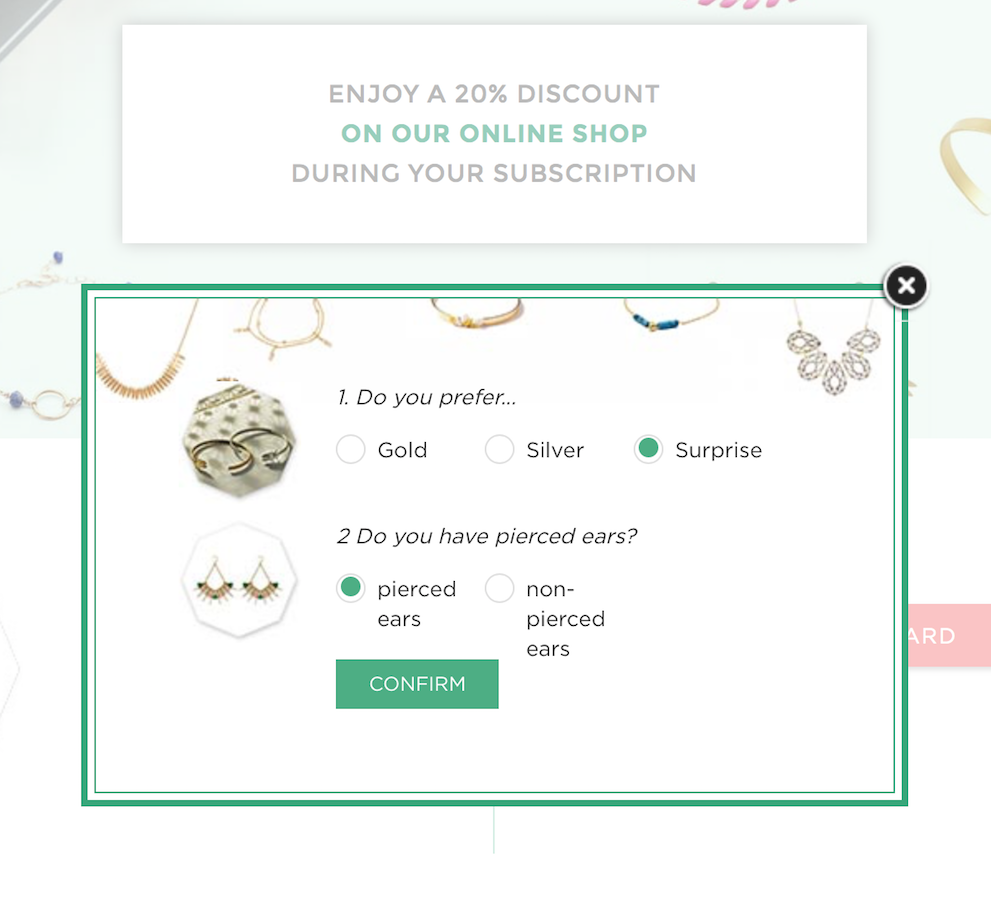 ENJOY A 20% DISCOUNT
ON OUR ONLINE SHOP
DURING YOUR SUBSCRIPTION
1. Do you prefer...
Gold Silver Surprise
2 Do you have pierced ears?
pierced
ears
non-
pierced
ears
ARD
CONFIRM